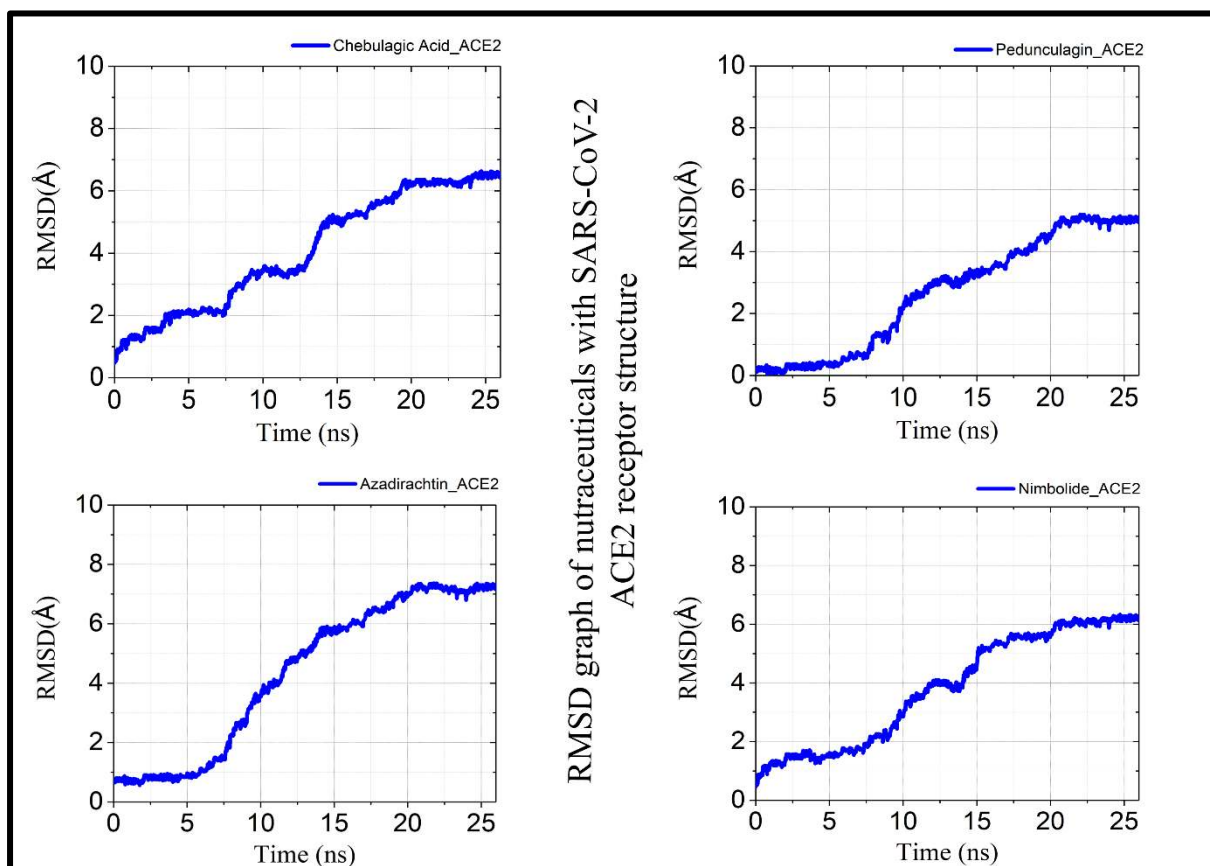 Chebulagic Acid_ACE2
10
8
6
4
2
0
RMSD(Å)
0 5 10 15 20 25
Time (ns)
Pedunculagin_ACE2
10
8
6
4
2
0
RMSD(Å)
0 5 10 15 20 25
Time (ns)
RMSD graph of nutraceuticals with SARS-CoV-2
ACE2 receptor structure
Azadirachtin_ACE2
10
8
6
4
2
0
RMSD(Å)
0 5 10 15 20 25
Time (ns)
Nimbolide_ACE2
10
8
6
4
2
0
RMSD(Å)
0 5 10 15 20 25
Time (ns)